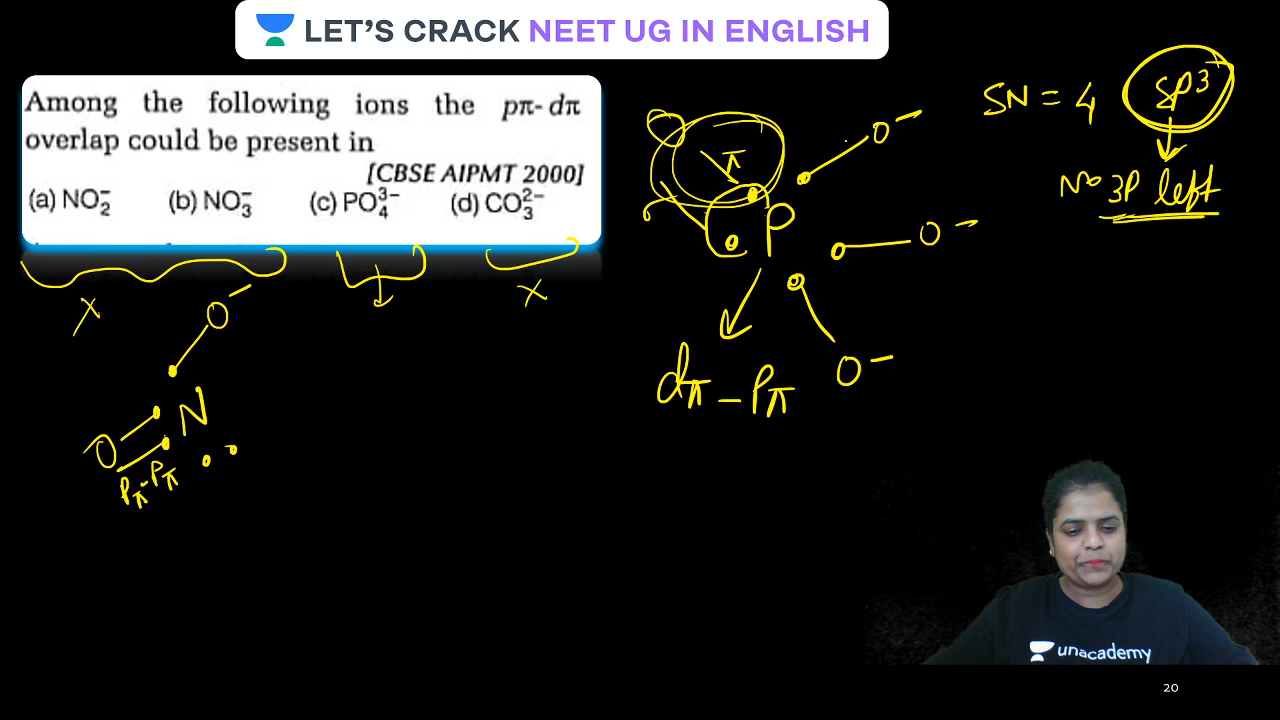 LET'S CRACK NEET UG IN ENGLISH
Among the following ions the pπ-dπ
overlap could be present in
[CBSE AIPMT 2000]
(a) NO₂⁻ (b) NO₃⁻ (c) PO₄³⁻ (d) CO₃²⁻
x
x
O⁻
N
O
Pπ-Pπ
π
P
O⁻
O⁻
O⁻
dπ-Pπ
SN = 4 SP³
No 3P left
unacademy
20